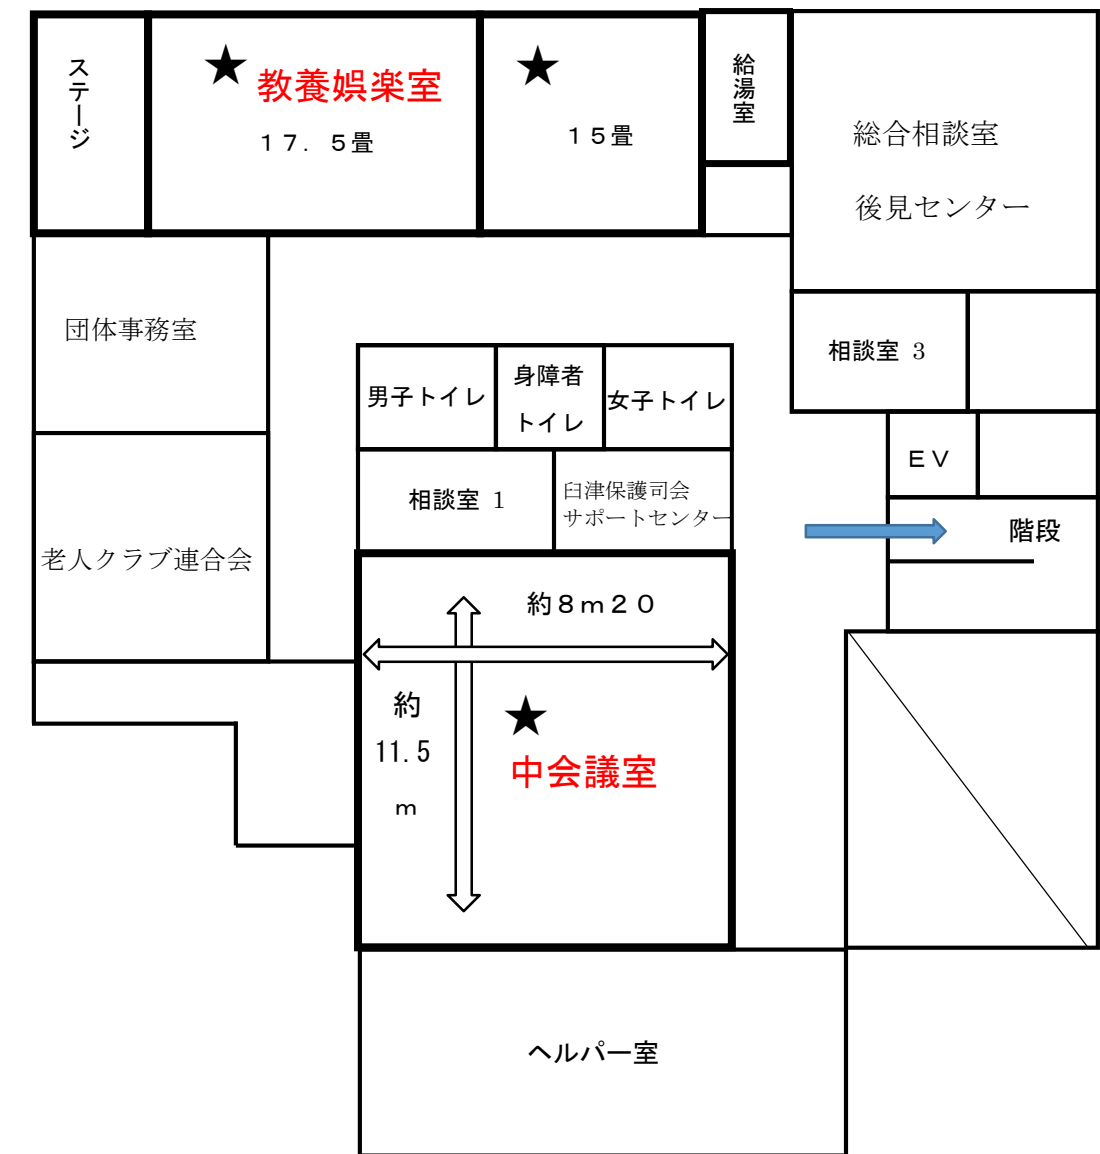 ステージ
★
教養娯楽室
１７．５畳
★
１５畳
給湯室
総合相談室
後見センター
団体事務室
相談室 3
男子トイレ
身障者
トイレ
女子トイレ
ＥＶ
相談室 1
臼津保護司会
サポートセンター
階段
老人クラブ連合会
約８ｍ２０
約
11.5
ｍ
★
中会議室
ヘルパー室